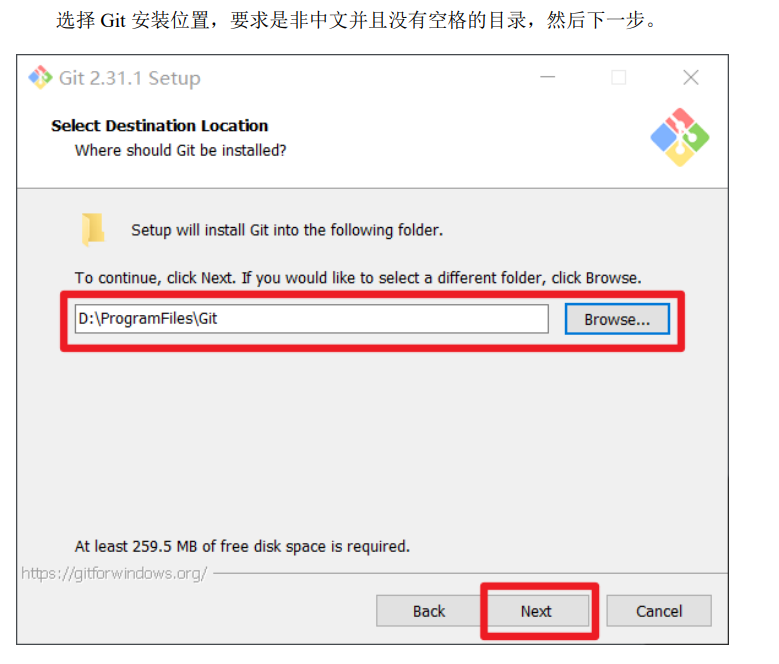 选择 Git 安装位置，要求是非中文并且没有空格的目录，然后下一步。
Git 2.31.1 Setup
Select Destination Location
Where should Git be installed?
Setup will install Git into the following folder.
To continue, click Next. If you would like to select a different folder, click Browse.
D:\ProgramFiles\Git
Browse...
At least 259.5 MB of free disk space is required.
https://gitforwindows.org/
Back
Next
Cancel